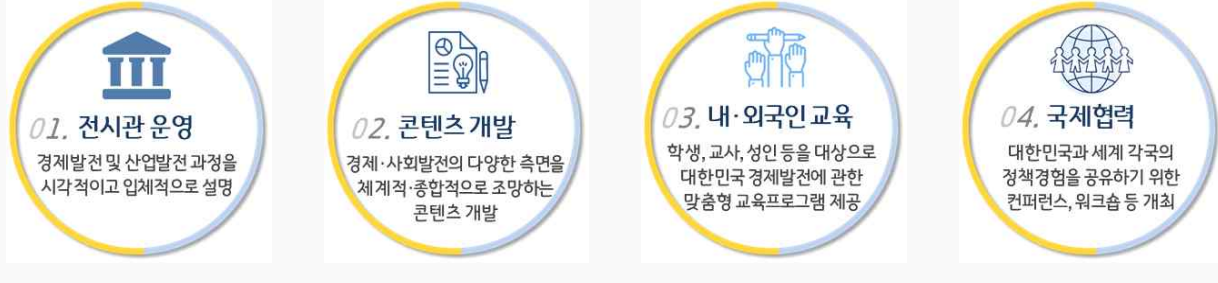 01. 전시관 운영
경제발전 및 산업발전 과정을
시각적이고 입체적으로 설명
02. 콘텐츠 개발
경제·사회발전의 다양한 측면을
체계적·종합적으로 조망하는
콘텐츠 개발
03. 내·외국인 교육
학생, 교사, 성인 등을 대상으로
대한민국 경제발전에 관한
맞춤형 교육프로그램 제공
04. 국제협력
대한민국과 세계 각국의
정책경험을 공유하기 위한
컨퍼런스, 워크숍 등 개최